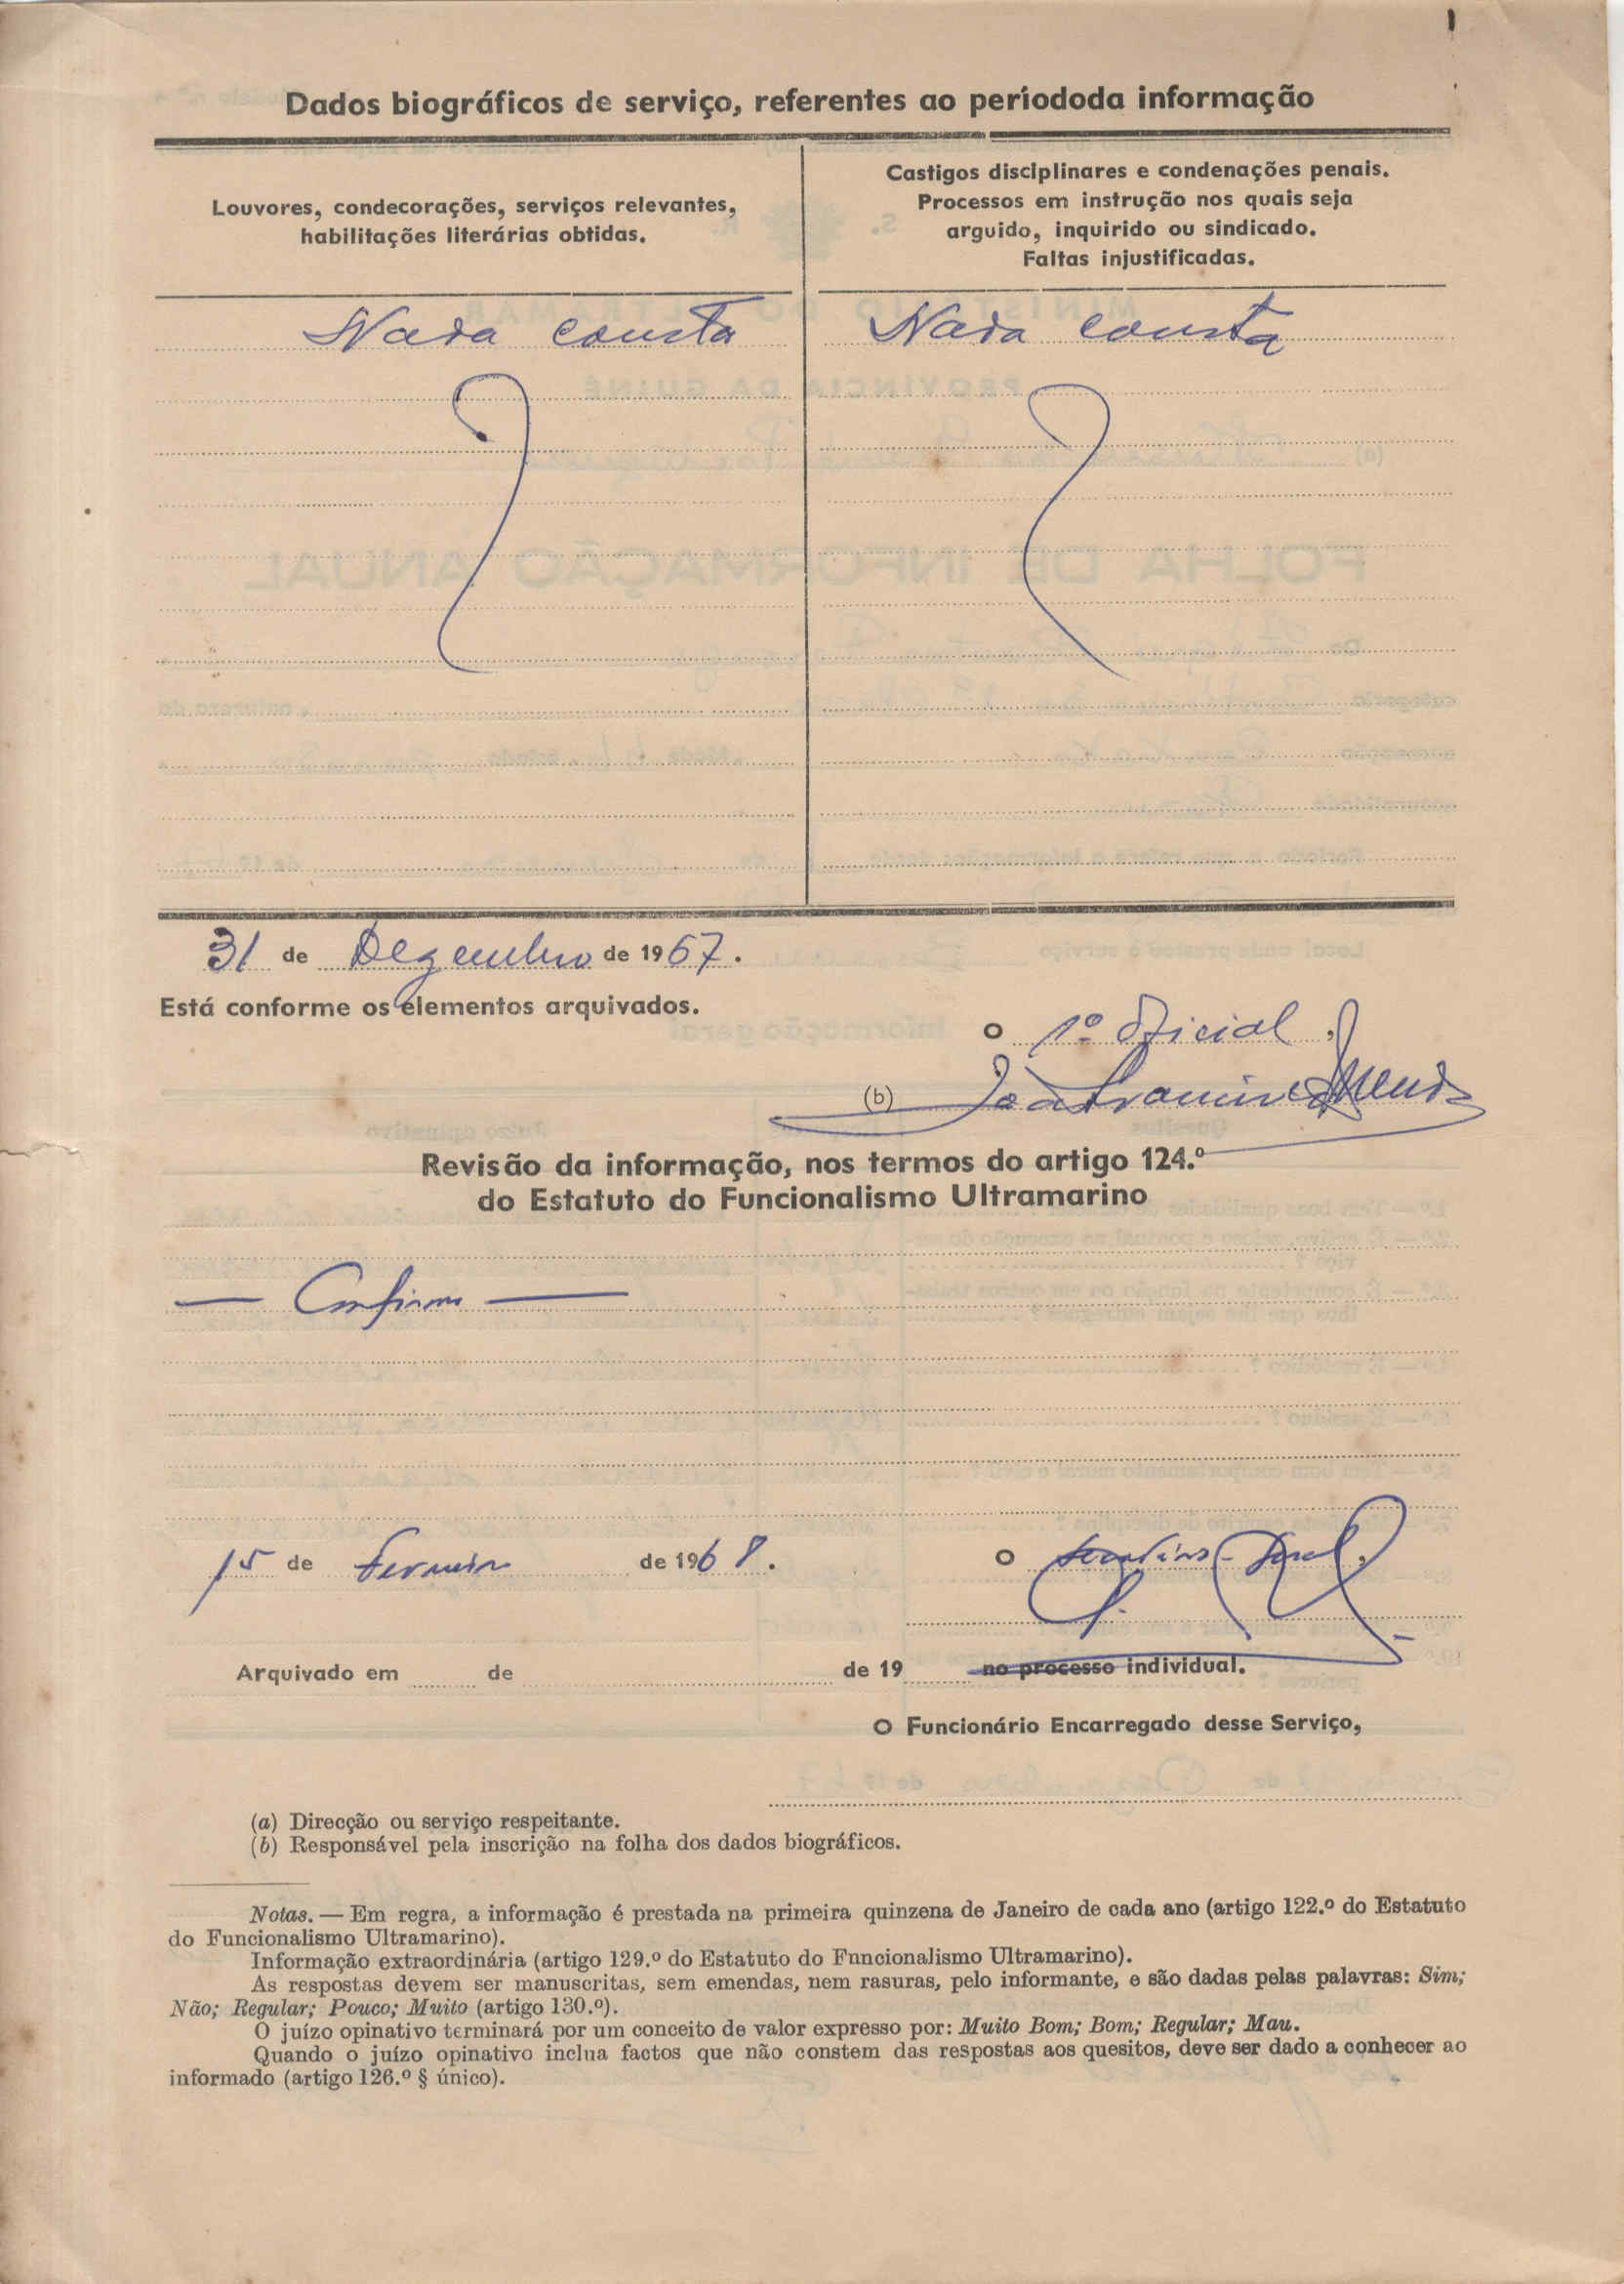 Dados biográficos de serviço, referentes ao períododa informação
Louvores, condecorações, serviços relevantes,
habilitações literárias obtidas.
Castigos disciplinares e condenações penais.
Processos em instrução nos quais seja
arguido, inquirido ou sindicado.
Faltas injustificadas.
Nada consta
Nada consta
31 de Dezembro de 1967.
Está conforme os elementos arquivados.
O 1º Oficial,
(b) João
Revisão da informação, nos termos do artigo 124.º
do Estatuto do Funcionalismo Ultramarino
— Confirmo —
15 de Fevereiro de 1968.
O
Arquivado em de de 19 no processo individual.
O Funcionário Encarregado desse Serviço,
(a) Direcção ou serviço respeitante.
(b) Responsável pela inscrição na folha dos dados biográficos.
Notas. — Em regra, a informação é prestada na primeira quinzena de Janeiro de cada ano (artigo 122.º do Estatuto
do Funcionalismo Ultramarino).
Informação extraordinária (artigo 129.º do Estatuto do Funcionalismo Ultramarino).
As respostas devem ser manuscritas, sem emendas, nem rasuras, pelo informante, e são dadas pelas palavras: Sim;
Não; Regular; Pouco; Muito (artigo 130.º).
O juízo opinativo terminará por um conceito de valor expresso por: Muito Bom; Bom; Regular; Mau.
Quando o juízo opinativo inclua factos que não constem das respostas aos quesitos, deve ser dado a conhecer ao
informado (artigo 126.º § único).